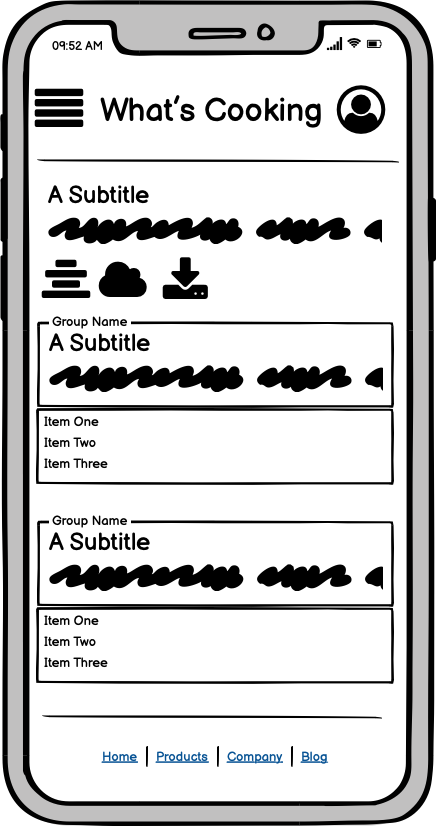 09:52 AM
What's Cooking
A Subtitle
Group Name
A Subtitle
Item One
Item Two
Item Three
Group Name
A Subtitle
Item One
Item Two
Item Three
Home | Products | Company | Blog